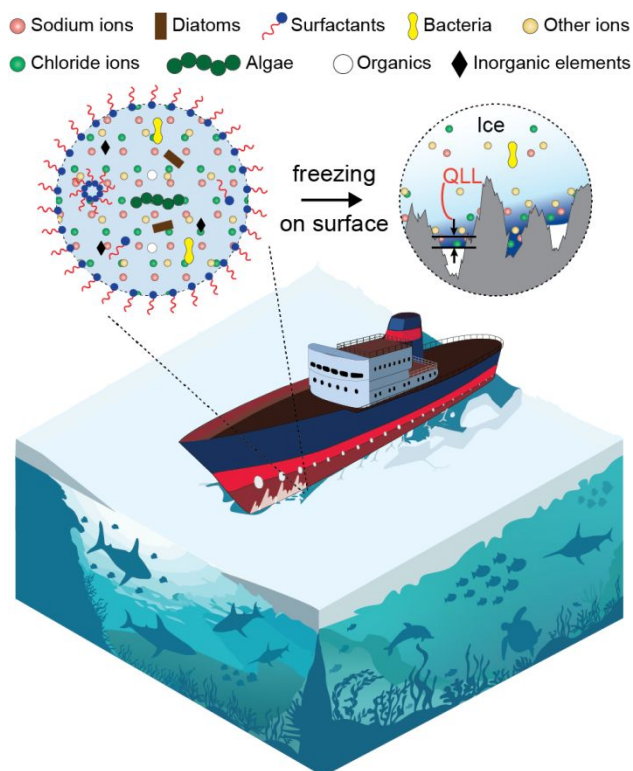 Sodium ions Diatoms Surfactants Bacteria Other ions
Chloride ions Algae Organics Inorganic elements
freezing
on surface
Ice
QLL